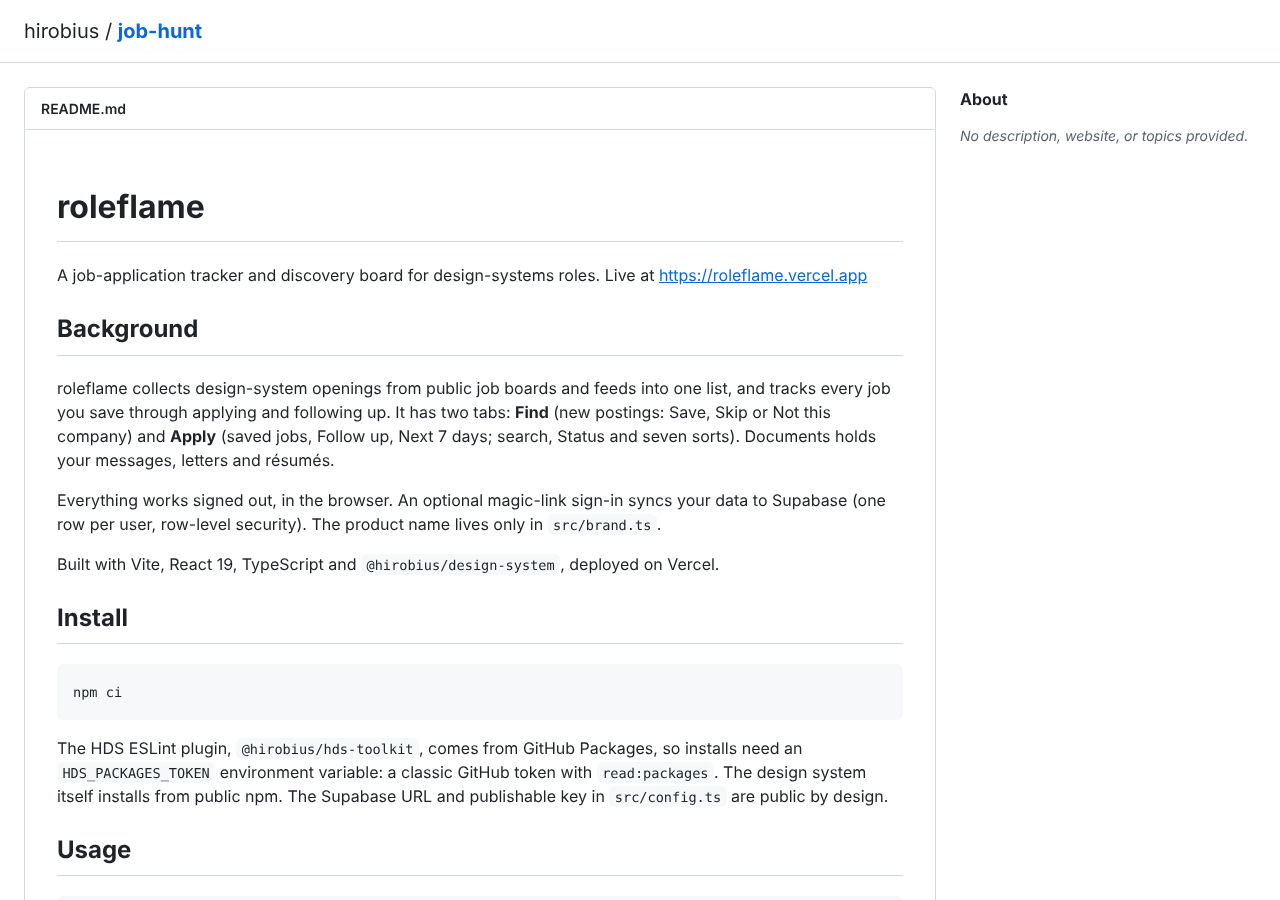 hirobius / job-hunt
README.md
About
No description, website, or topics provided.
roleflame
A job-application tracker and discovery board for design-systems roles. Live at https://roleflame.vercel.app
Background
roleflame collects design-system openings from public job boards and feeds into one list, and tracks every job
you save through applying and following up. It has two tabs: Find (new postings: Save, Skip or Not this
company) and Apply (saved jobs, Follow up, Next 7 days; search, Status and seven sorts). Documents holds
your messages, letters and résumés.
Everything works signed out, in the browser. An optional magic-link sign-in syncs your data to Supabase (one
row per user, row-level security). The product name lives only in src/brand.ts.
Built with Vite, React 19, TypeScript and @hirobius/design-system, deployed on Vercel.
Install
npm ci
The HDS ESLint plugin, @hirobius/hds-toolkit, comes from GitHub Packages, so installs need an
HDS_PACKAGES_TOKEN environment variable: a classic GitHub token with read:packages. The design system
itself installs from public npm. The Supabase URL and publishable key in src/config.ts are public by design.
Usage